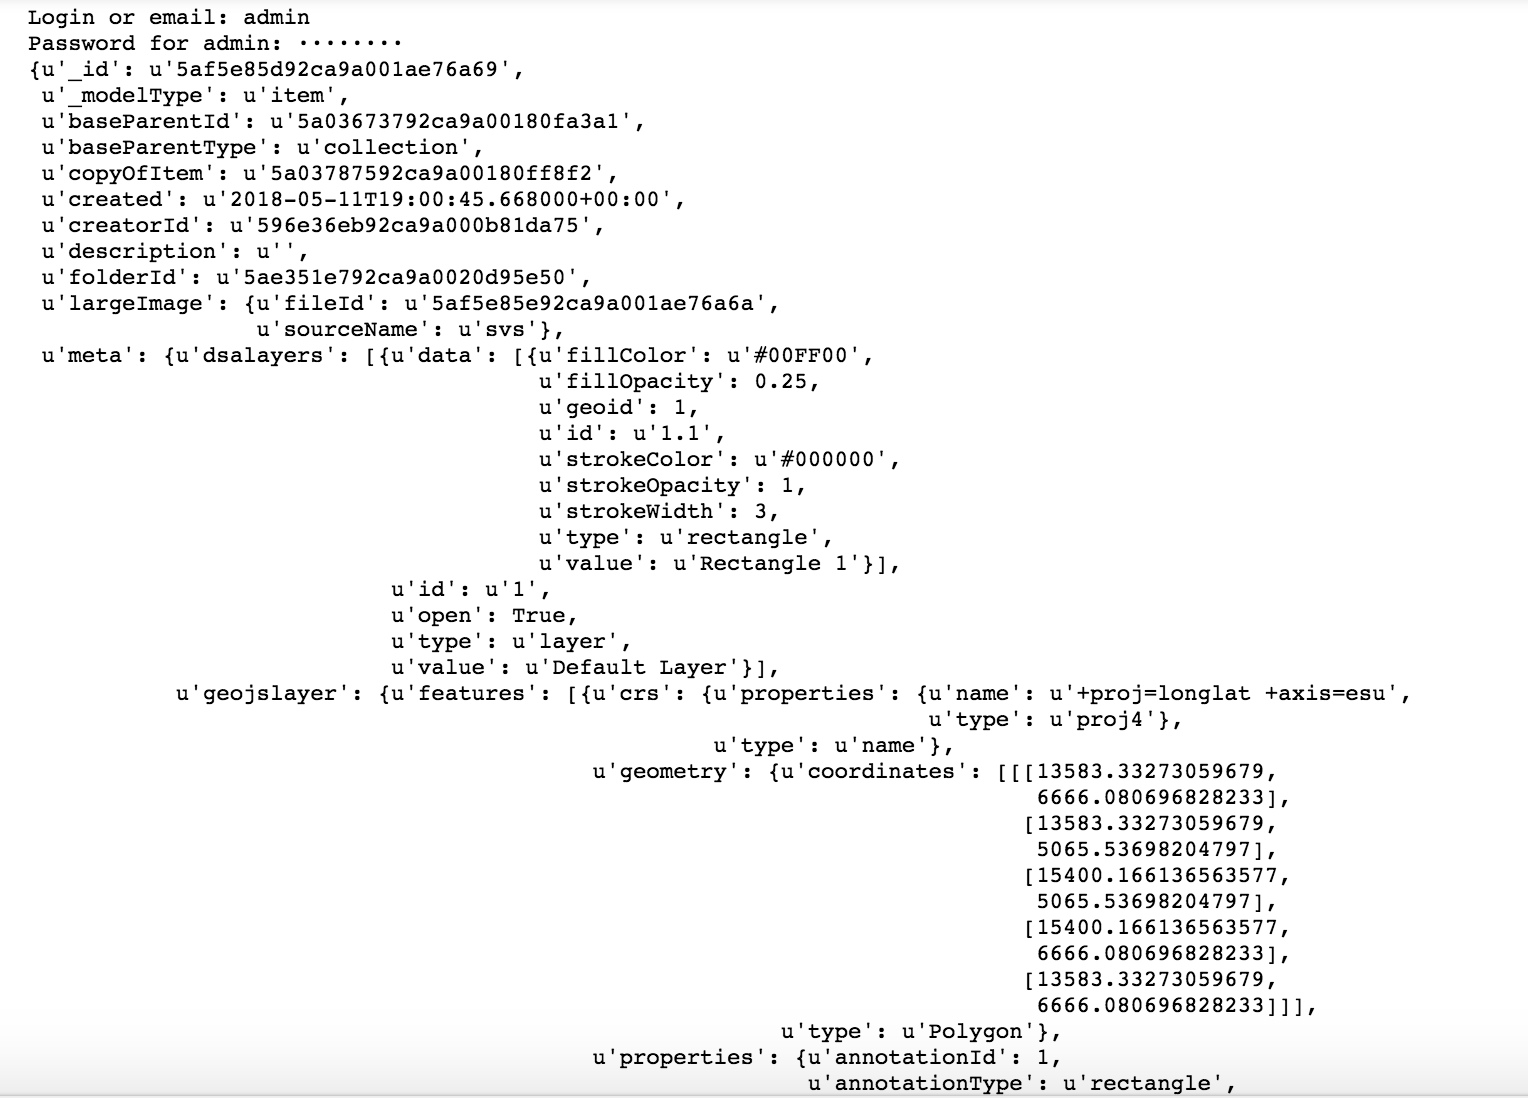 Login or email: admin
Password for admin: ········
{u'_id': u'5af5e85d92ca9a001ae76a69',
u'_modelType': u'item',
u'baseParentId': u'5a03673792ca9a00180fa3a1',
u'baseParentType': u'collection',
u'copyOfItem': u'5a03787592ca9a00180ff8f2',
u'created': u'2018-05-11T19:00:45.668000+00:00',
u'creatorId': u'596e36eb92ca9a000b81da75',
u'description': u'',
u'folderId': u'5ae351e792ca9a0020d95e50',
u'largeImage': {u'fileId': u'5af5e85e92ca9a001ae76a6a',
u'sourceName': u'svs'},
u'meta': {u'dsalayers': [{u'data': [{u'fillColor': u'#00FF00',
u'fillOpacity': 0.25,
u'geoid': 1,
u'id': u'1.1',
u'strokeColor': u'#000000',
u'strokeOpacity': 1,
u'strokeWidth': 3,
u'type': u'rectangle',
u'value': u'Rectangle 1'}],
u'id': u'1',
u'open': True,
u'type': u'layer',
u'value': u'Default Layer'}],
u'geojslayer': {u'features': [{u'crs': {u'properties': {u'name': u'+proj=longlat +axis=esu',
u'type': u'proj4'},
u'type': u'name'},
u'geometry': {u'coordinates': [[[13583.33273059679,
6666.080696828233],
[13583.33273059679,
5065.53698204797],
[15400.166136563577,
5065.53698204797],
[15400.166136563577,
6666.080696828233],
[13583.33273059679,
6666.080696828233]]],
u'type': u'Polygon'},
u'properties': {u'annotationId': 1,
u'annotationType': u'rectangle',